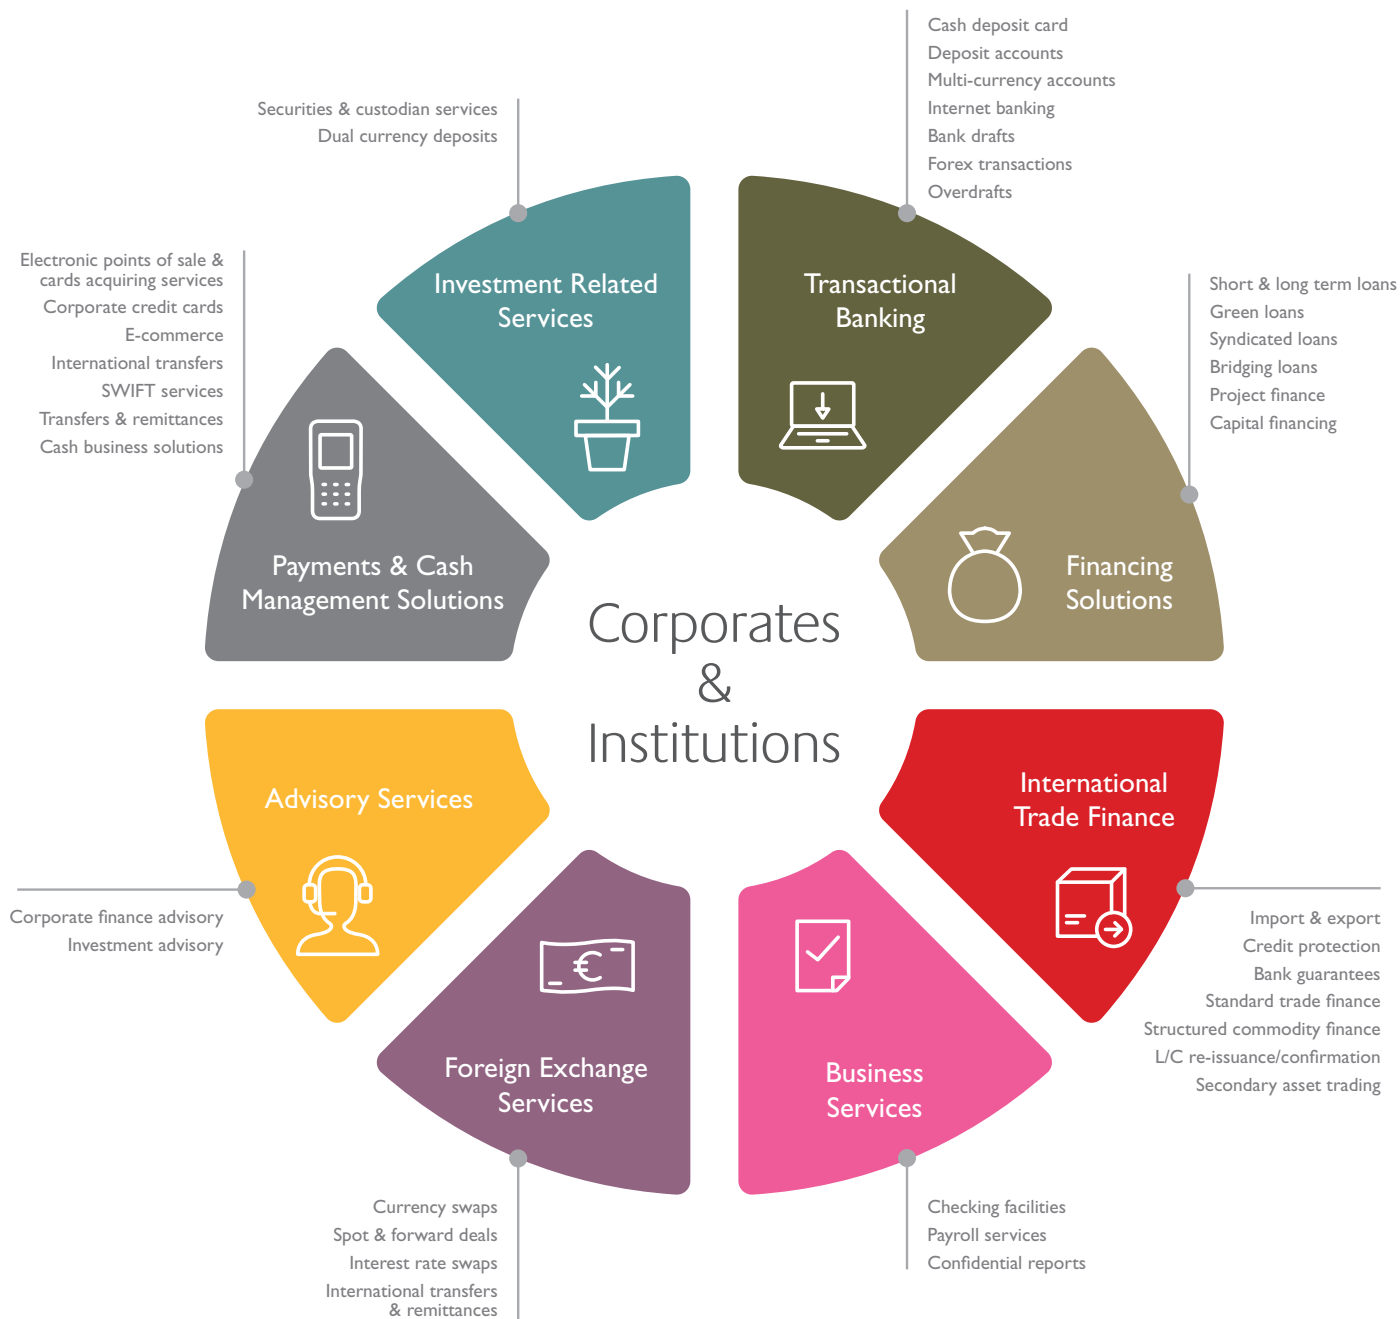 Cash deposit card
Deposit accounts
Multi-currency accounts
Internet banking
Bank drafts
Forex transactions
Overdrafts
Securities & custodian services
Dual currency deposits
Electronic points of sale &
cards acquiring services
Corporate credit cards
E-commerce
International transfers
SWIFT services
Transfers & remittances
Cash business solutions
Investment Related
Services
Transactional
Banking
Short & long term loans
Green loans
Syndicated loans
Bridging loans
Project finance
Capital financing
Payments & Cash
Management Solutions
Financing
Solutions
Corporates
&
Institutions
Advisory Services
International
Trade Finance
Corporate finance advisory
Investment advisory
€
Import & export
Credit protection
Bank guarantees
Standard trade finance
Structured commodity finance
L/C re-issuance/confirmation
Secondary asset trading
Foreign Exchange
Services
Business
Services
Currency swaps
Spot & forward deals
Interest rate swaps
International transfers
& remittances
Checking facilities
Payroll services
Confidential reports